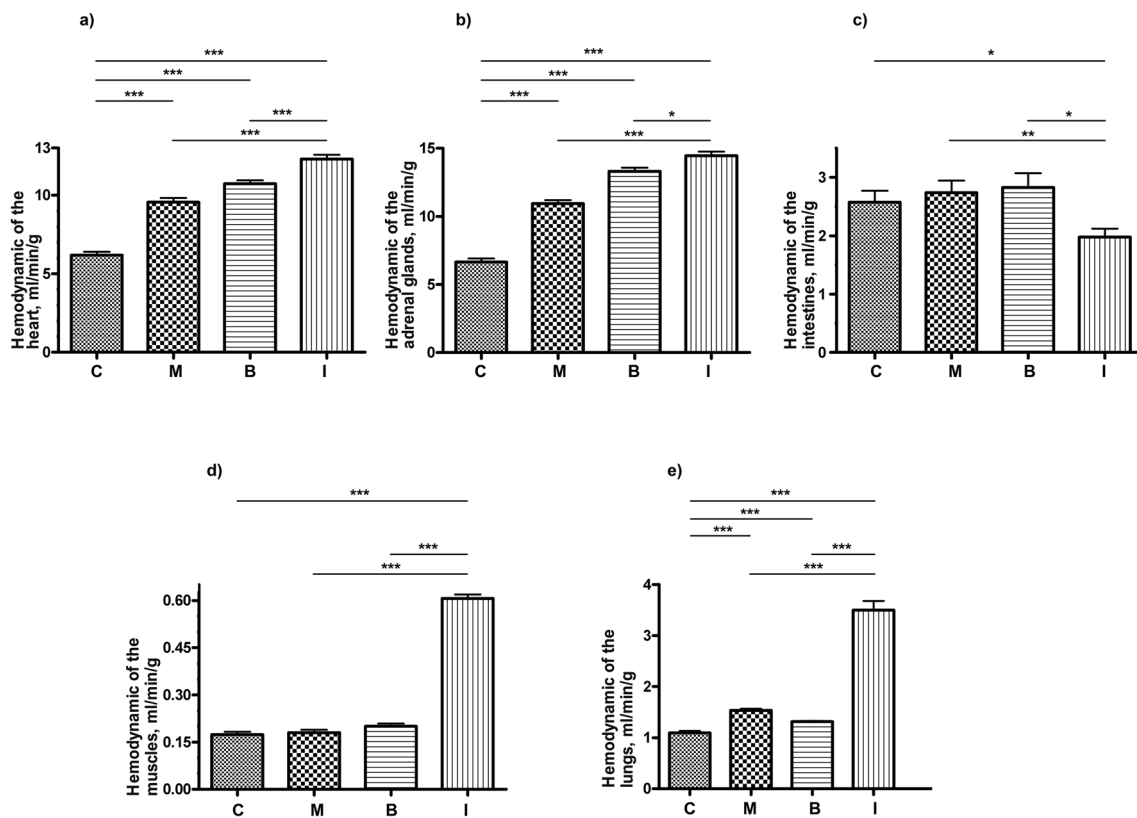 a)
***
***
***
***
***
Hemodynamic of the
heart, ml/min/g
13
10
5
0
C M B I
b)
***
***
***
*
***
Hemodynamic of the
adrenal glands, ml/min/g
15
10
5
0
C M B I
c)
*
*
**
Hemodynamic of the
intestines, ml/min/g
3
2
1
0
C M B I
d)
***
***
***
Hemodynamic of the
muscles, ml/min/g
0.60
0.45
0.30
0.15
0.00
C M B I
e)
***
***
***
***
***
Hemodynamic of the
lungs, ml/min/g
4
3
2
1
0
C M B I